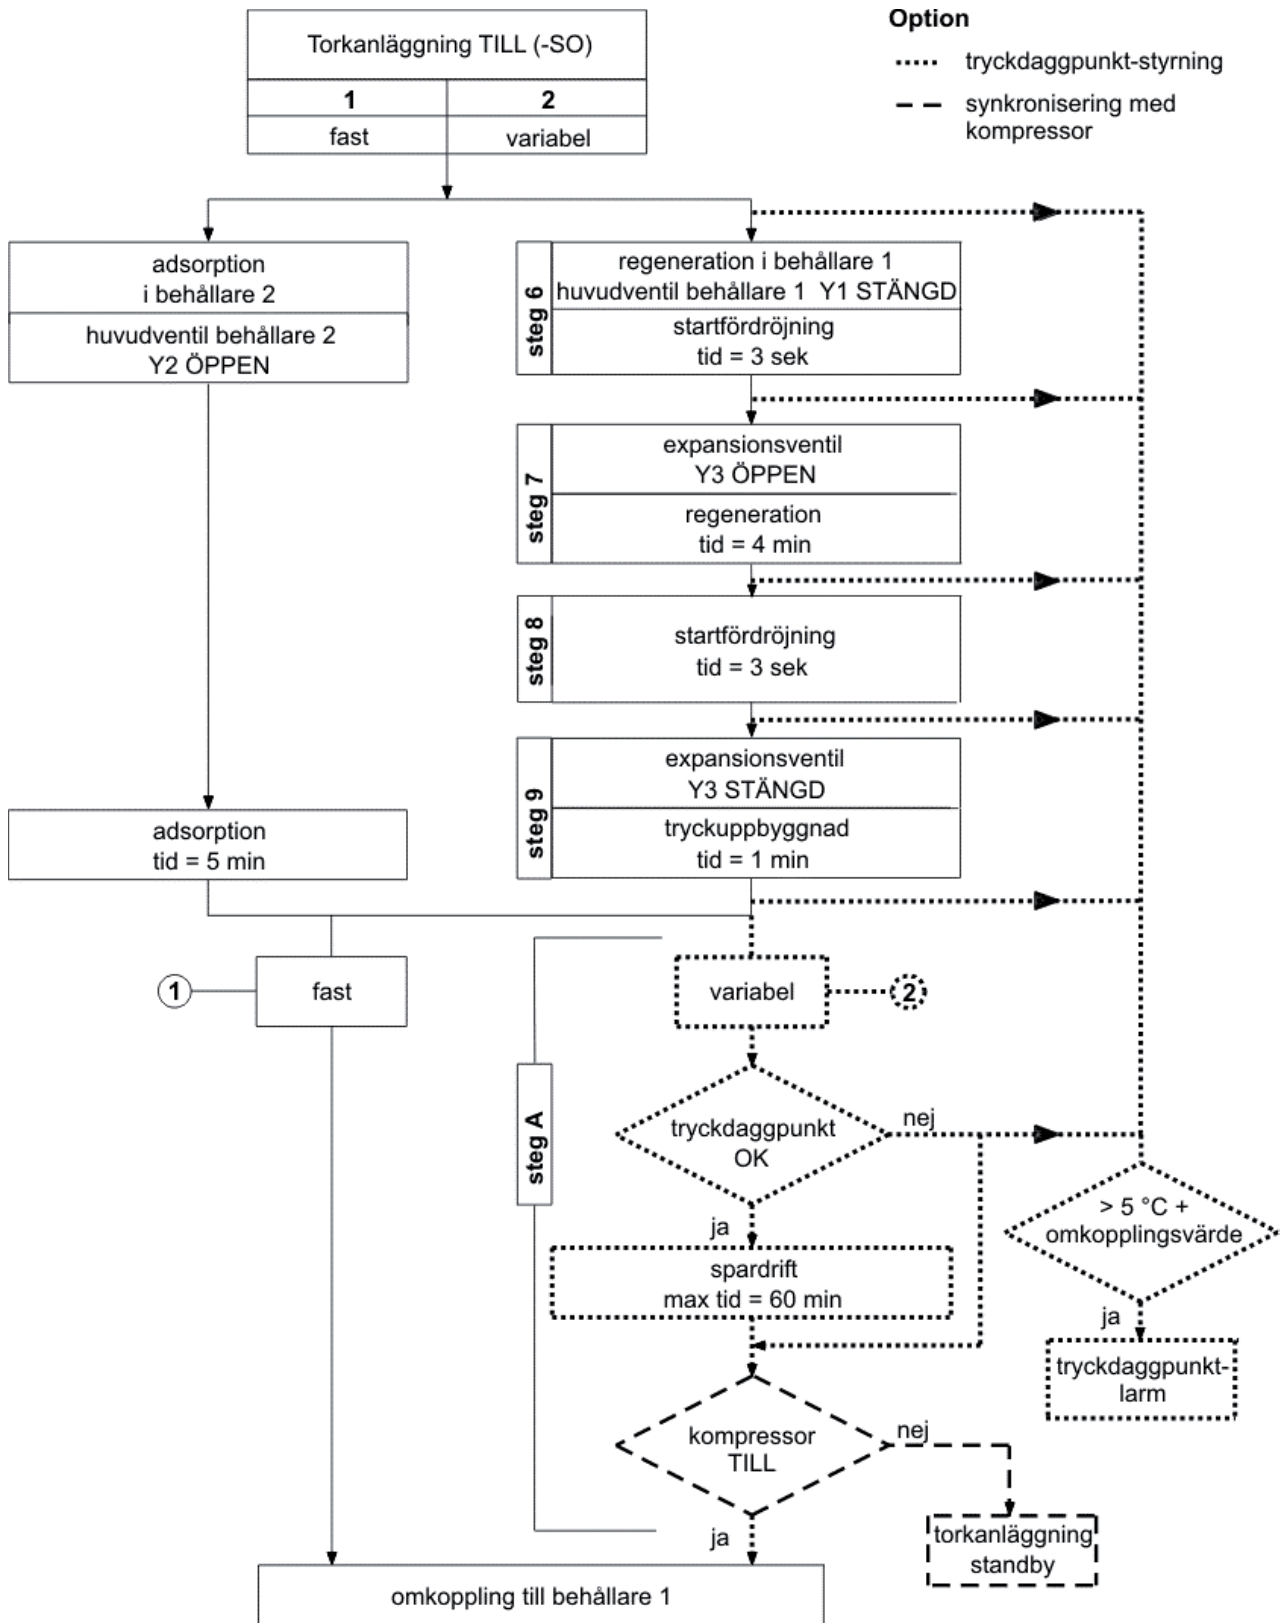 Torkanläggning TILL (-SO)
1
2
fast
variabel
Option
tryckdaggpunkt-styrning
synkronisering med
kompressor
adsorption
i behållare 2
huvudventil behållare 2
Y2 ÖPPEN
steg 6
regeneration i behållare 1
huvudventil behållare 1 Y1 STÄNGD
startfördröjning
tid = 3 sek
steg 7
expansionsventil
Y3 ÖPPEN
regeneration
tid = 4 min
steg 8
startfördröjning
tid = 3 sek
steg 9
expansionsventil
Y3 STÄNGD
tryckuppbyggnad
tid = 1 min
adsorption
tid = 5 min
1
fast
variabel
2
steg A
tryckdaggpunkt
OK
nej
ja
> 5 °C +
omkopplingsvärde
ja
tryckdaggpunkt-
larm
spardrift
max tid = 60 min
kompressor
TILL
nej
ja
torkanläggning
standby
omkoppling till behållare 1